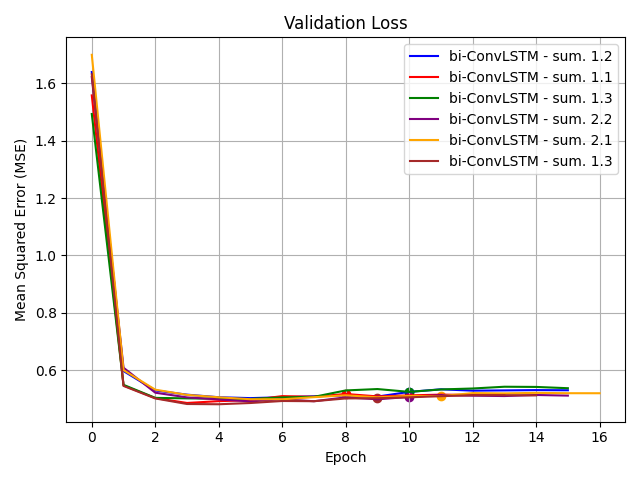 Validation Loss
Mean Squared Error (MSE)
1.6
1.4
1.2
1.0
0.8
0.6
bi-ConvLSTM - sum. 1.2
bi-ConvLSTM - sum. 1.1
bi-ConvLSTM - sum. 1.3
bi-ConvLSTM - sum. 2.2
bi-ConvLSTM - sum. 2.1
bi-ConvLSTM - sum. 1.3
0 2 4 6 8 10 12 14 16
Epoch